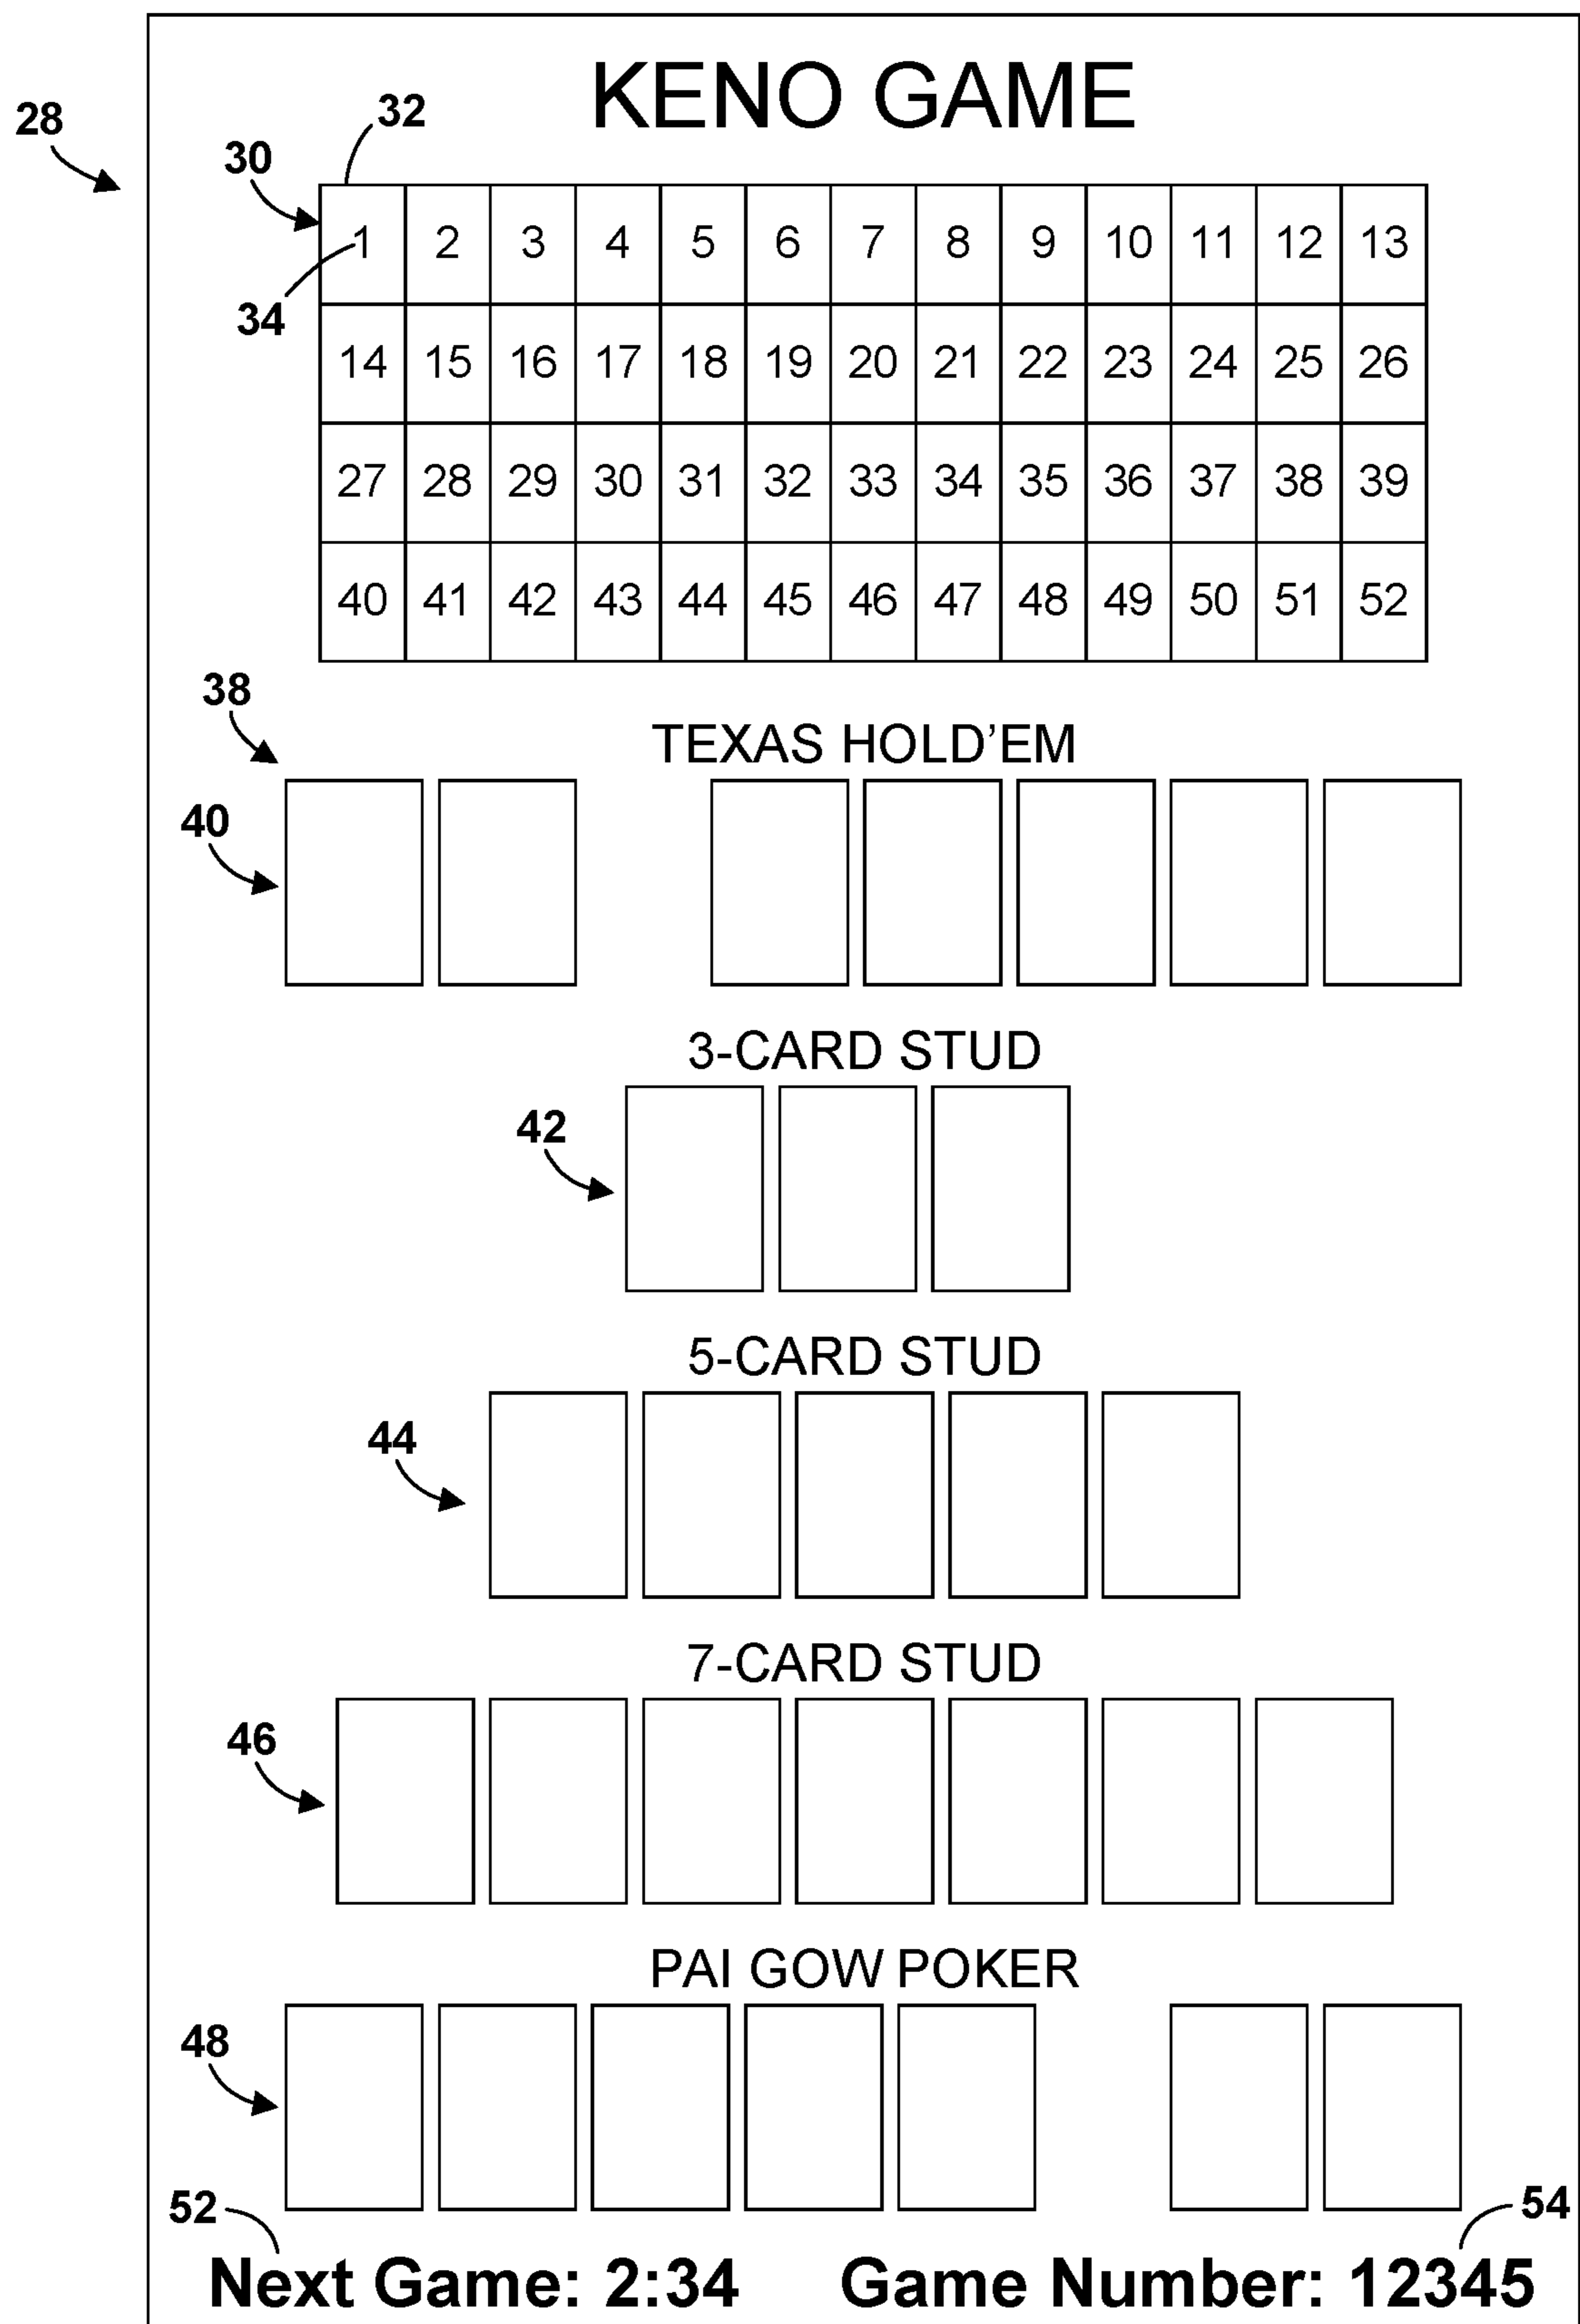 KENO GAME
28
32
30
1 2 3 4 5 6 7 8 9 10 11 12 13
34
14 15 16 17 18 19 20 21 22 23 24 25 26
27 28 29 30 31 32 33 34 35 36 37 38 39
40 41 42 43 44 45 46 47 48 49 50 51 52
38
TEXAS HOLD'EM
40
3-CARD STUD
42
5-CARD STUD
44
7-CARD STUD
46
PAI GOW POKER
48
52
54
Next Game: 2:34 Game Number: 12345